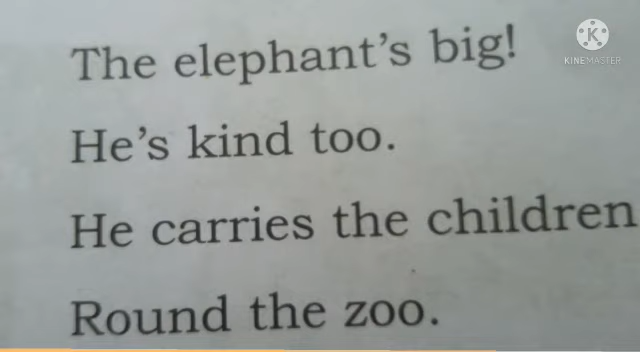 The elephant's big!
He's kind too.
He carries the children
Round the zoo.
K
KINEMASTER